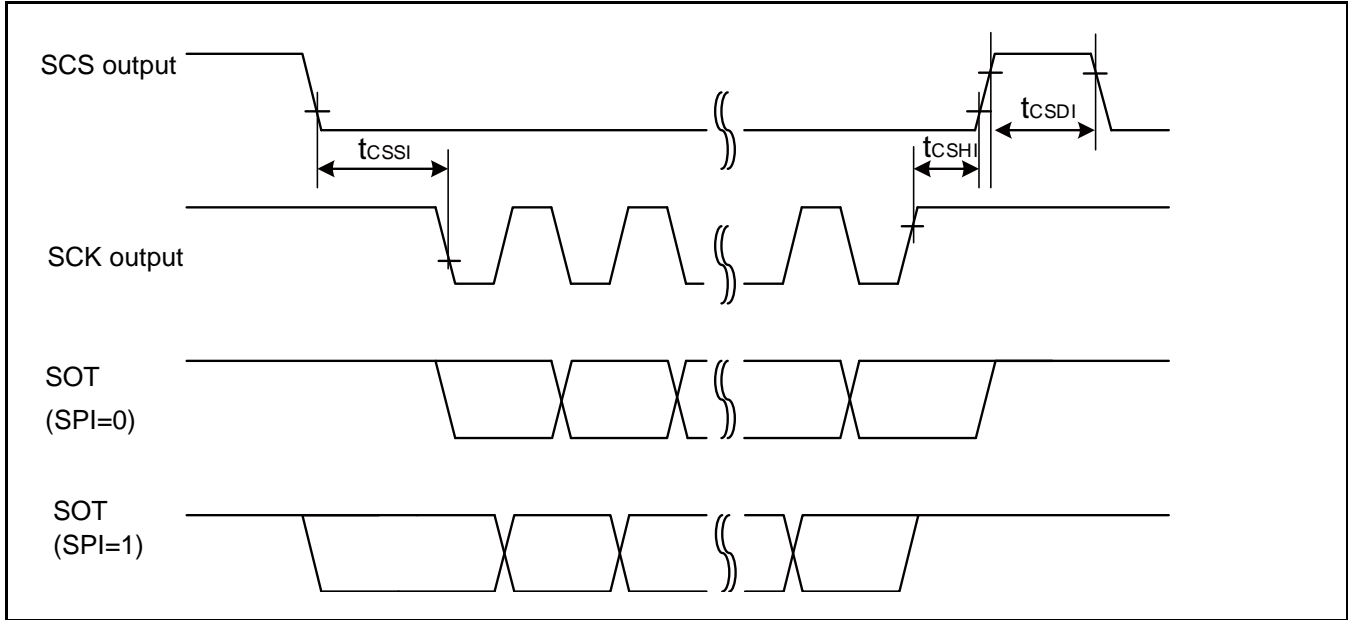 SCS output
tCSDI
tCSSI
tCSHI
SCK output
SOT
(SPI=0)
SOT
(SPI=1)